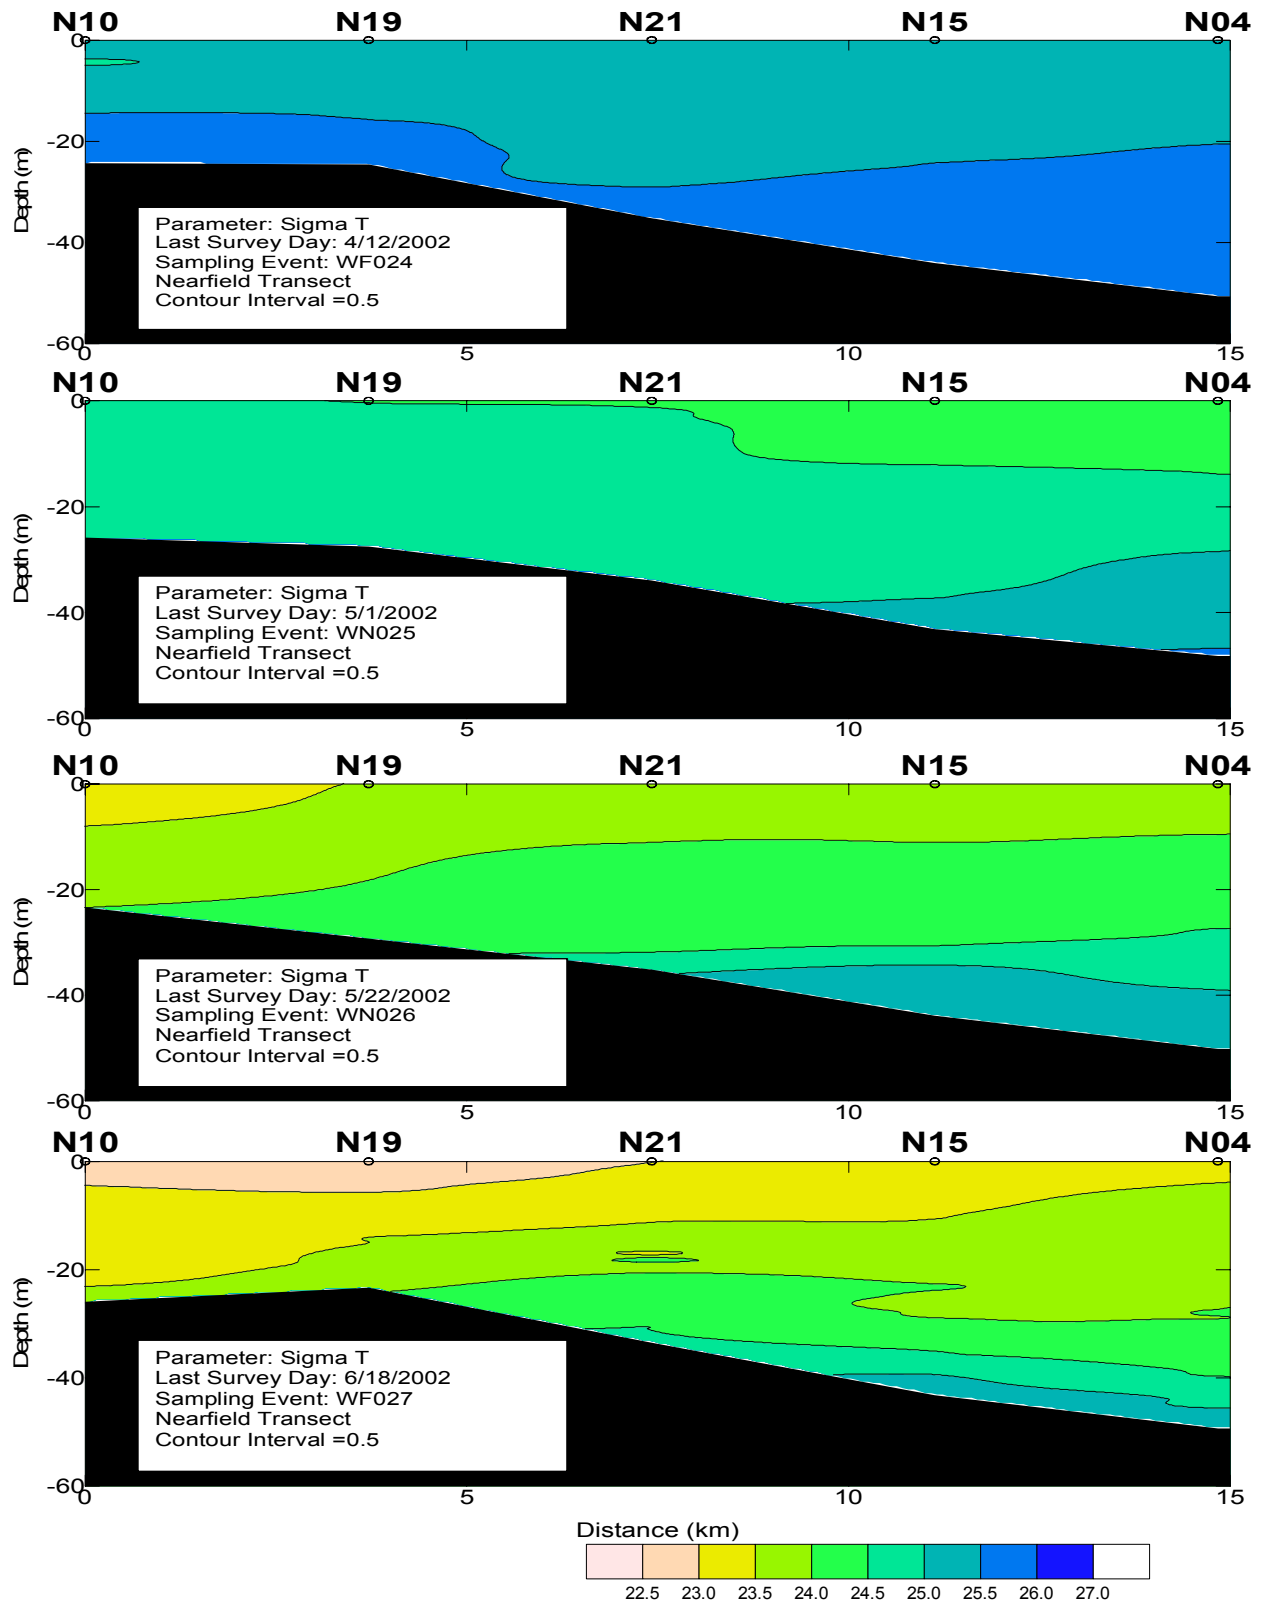 N10 N19 N21 N15 N04
0
-20
-40
-60
Depth (m)
Parameter: Sigma T
Last Survey Day: 4/12/2002
Sampling Event: WF024
Nearfield Transect
Contour Interval =0.5
0 5 10 15
N10 N19 N21 N15 N04
0
-20
-40
-60
Depth (m)
Parameter: Sigma T
Last Survey Day: 5/1/2002
Sampling Event: WN025
Nearfield Transect
Contour Interval =0.5
0 5 10 15
N10 N19 N21 N15 N04
0
-20
-40
-60
Depth (m)
Parameter: Sigma T
Last Survey Day: 5/22/2002
Sampling Event: WN026
Nearfield Transect
Contour Interval =0.5
0 5 10 15
N10 N19 N21 N15 N04
0
-20
-40
-60
Depth (m)
Parameter: Sigma T
Last Survey Day: 6/18/2002
Sampling Event: WF027
Nearfield Transect
Contour Interval =0.5
0 5 10 15
Distance (km)
22.5 23.0 23.5 24.0 24.5 25.0 25.5 26.0 27.0